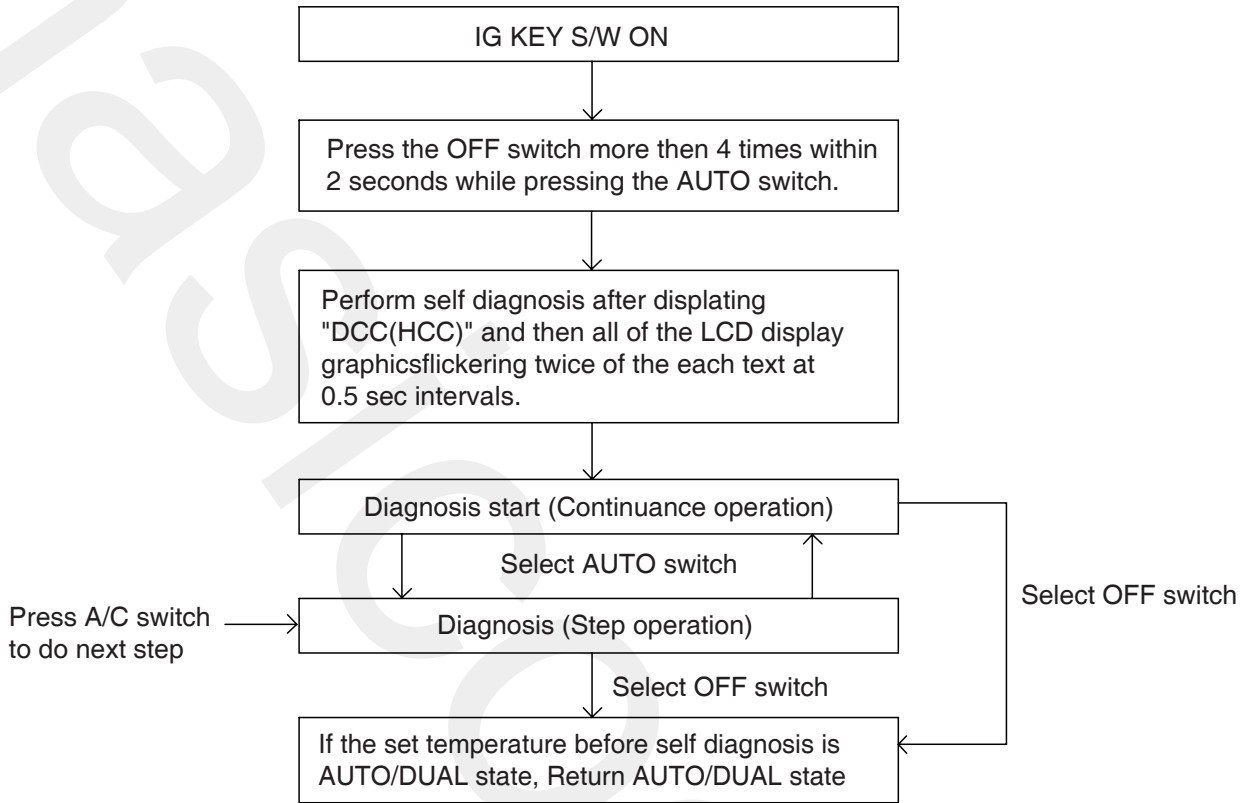 IG KEY S/W ON
Press the OFF switch more then 4 times within
2 seconds while pressing the AUTO switch.
Perform self diagnosis after displating
"DCC(HCC)" and then all of the LCD display
graphicsflickering twice of the each text at
0.5 sec intervals.
Diagnosis start (Continuance operation)
Select AUTO switch
Press A/C switch
to do next step
Diagnosis (Step operation)
Select OFF switch
Select OFF switch
If the set temperature before self diagnosis is
AUTO/DUAL state, Return AUTO/DUAL state